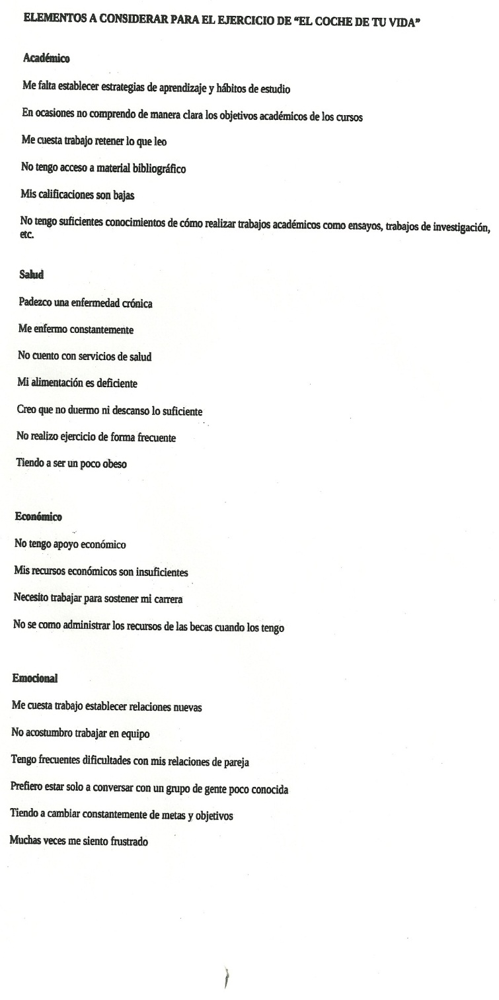 ELEMENTOS A CONSIDERAR PARA EL EJERCICIO DE “EL COCHE DE TU VIDA”
Académico
Me falta establecer estrategias de aprendizaje y hábitos de estudio
En ocasiones no comprendo de manera clara los objetivos académicos de los cursos
Me cuesta trabajo retener lo que leo
No tengo acceso a material bibliográfico
Mis calificaciones son bajas
No tengo suficientes conocimientos de cómo realizar trabajos académicos como ensayos, trabajos de investigación,
etc.
Salud
Padezco una enfermedad crónica
Me enfermo constantemente
No cuento con servicios de salud
Mi alimentación es deficiente
Creo que no duermo ni descanso lo suficiente
No realizo ejercicio de forma frecuente
Tiendo a ser un poco obeso
Económico
No tengo apoyo económico
Mis recursos económicos son insuficientes
Necesito trabajar para sostener mi carrera
No se como administrar los recursos de las becas cuando los tengo
Emocional
Me cuesta trabajo establecer relaciones nuevas
No acostumbro trabajar en equipo
Tengo frecuentes dificultades con mis relaciones de pareja
Prefiero estar solo a conversar con un grupo de gente poco conocida
Tiendo a cambiar constantemente de metas y objetivos
Muchas veces me siento frustrado